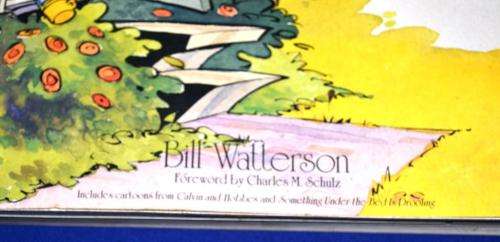 Bill Watterson
Foreword by Charles M. Schulz
Includes cartoons from Calvin and Hobbes and Something Under the Bed Is Drooling